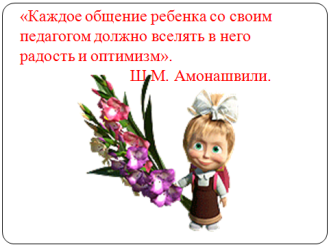 «Каждое общение ребенка со своим
педагогом должно вселять в него
радость и оптимизм».
Ш.М. Амонашвили.